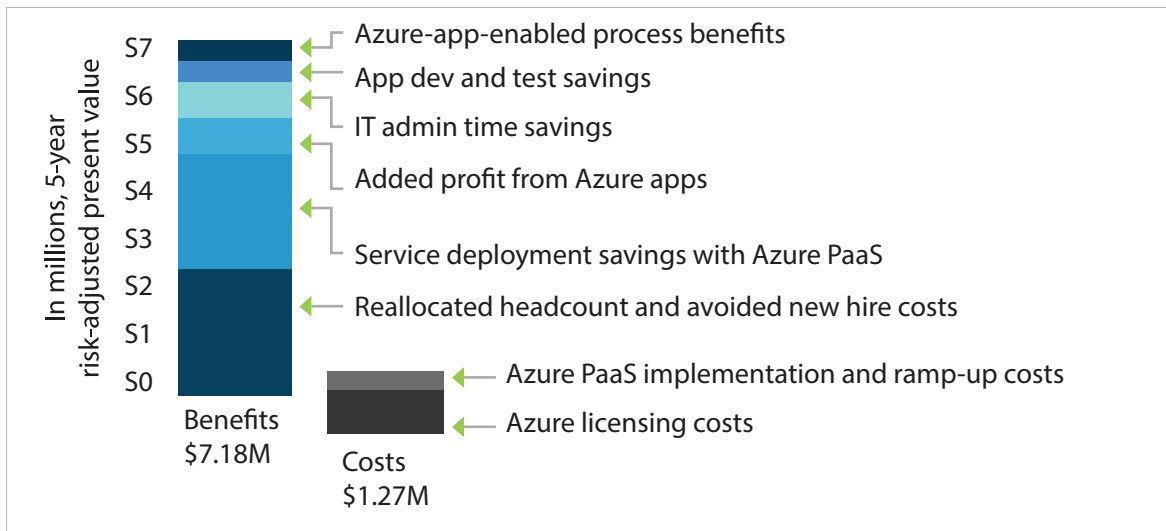 In millions, 5-year
risk-adjusted present value
S7
S6
S5
S4
S3
S2
S1
S0
Azure-app-enabled process benefits
App dev and test savings
IT admin time savings
Added profit from Azure apps
Service deployment savings with Azure PaaS
Reallocated headcount and avoided new hire costs
Azure PaaS implementation and ramp-up costs
Azure licensing costs
Benefits
$7.18M
Costs
$1.27M